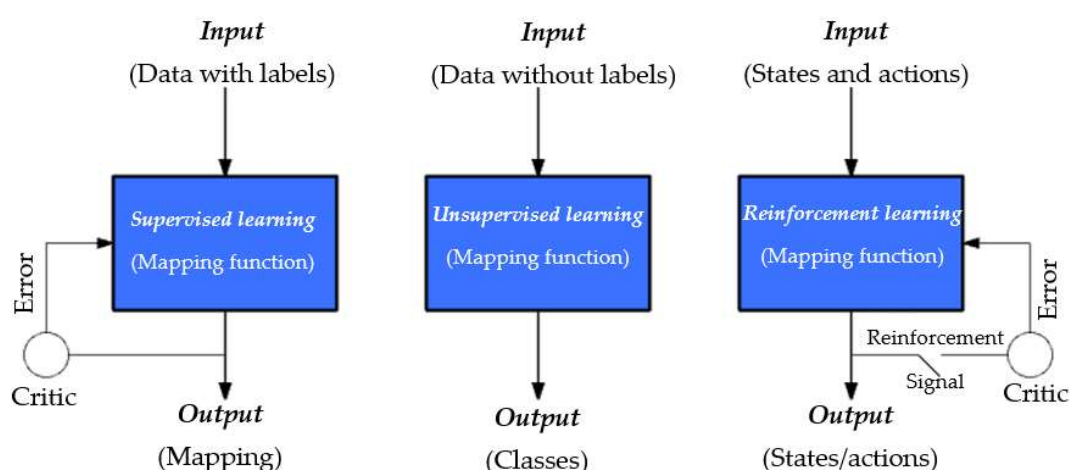 Input
(Data with labels)
Supervised learning
(Mapping function)
Error
Critic
Output
(Mapping)
Input
(Data without labels)
Unsupervised learning
(Mapping function)
Output
(Classes)
Input
(States and actions)
Reinforcement learning
(Mapping function)
Error
Reinforcement
Signal
Critic
Output
(States/actions)